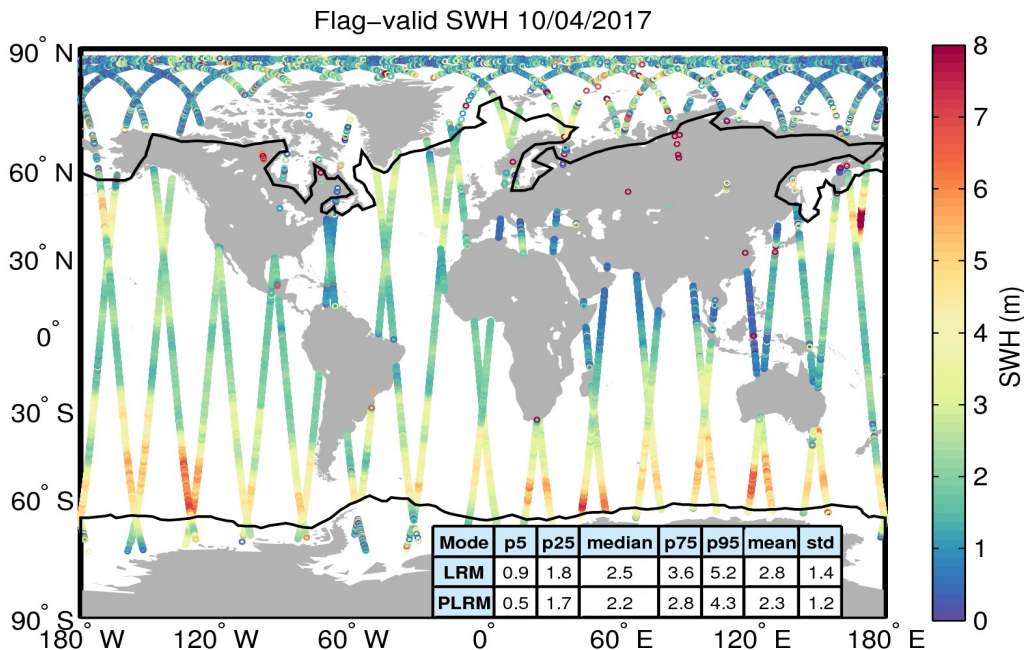 Flag−valid SWH 10/04/2017
90° N
60° N
30° N
0°
30° S
60° S
90° S
180° W
120° W
60° W
0°
60° E
120° E
180° E
Mode p5 p25 median p75 p95 mean std
LRM 0.9 1.8 2.5 3.6 5.2 2.8 1.4
PLRM 0.5 1.7 2.2 2.8 4.3 2.3 1.2
8
7
6
5
4
3
2
1
0
SWH (m)